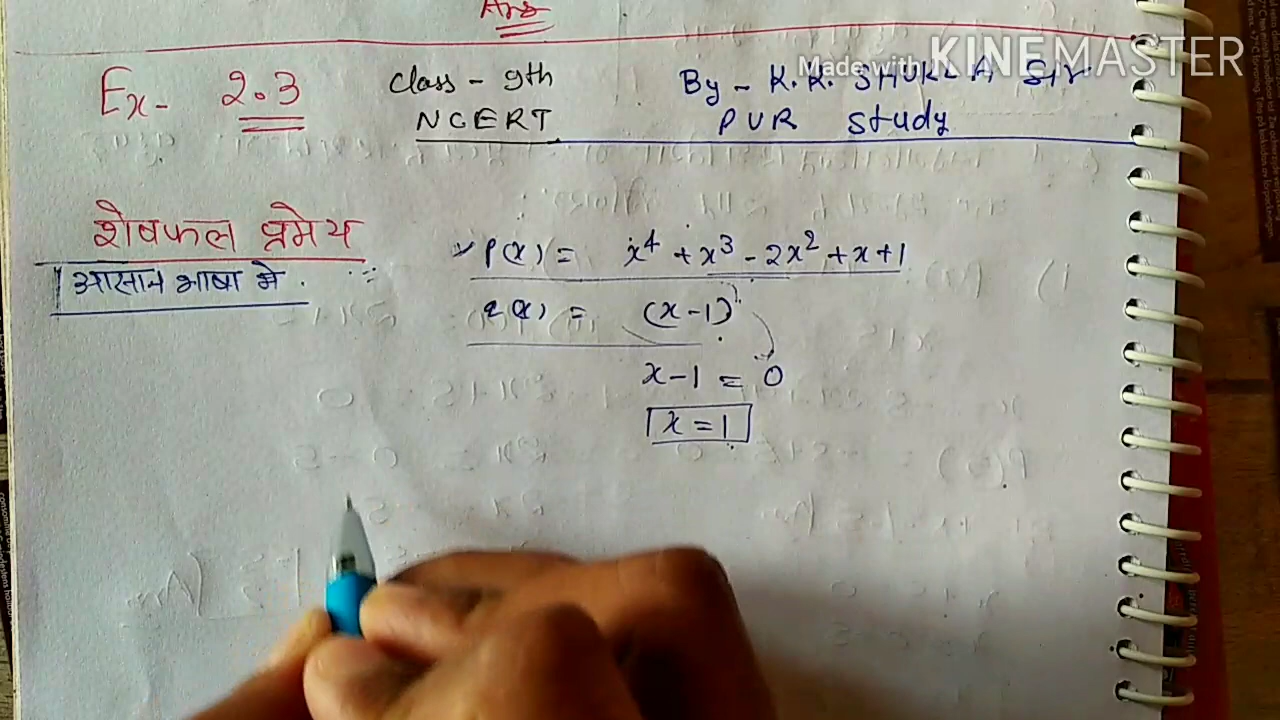 Ans
Made with KINEMASTER
Ex- 2.3 Class - 9th By - K.K. SHUKLA Sir
NCERT PUR Study
शेषफल प्रमेय
आसान भाषा मे
P(x) = x⁴ + x³ - 2x² + x + 1
(x) = (x-1)
x-1 = 0
x = 1